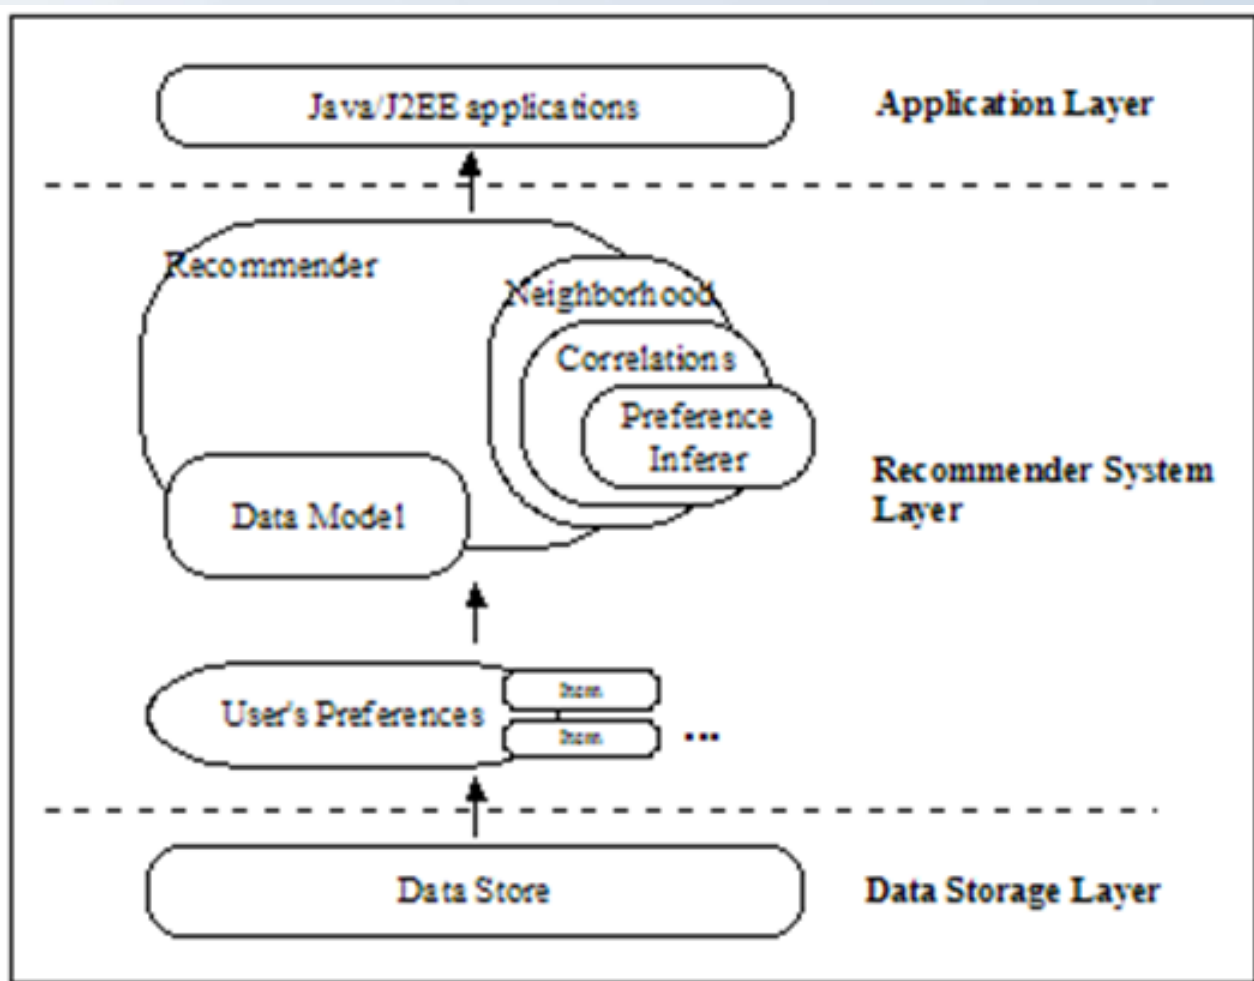 Java/J2EE applications
Application Layer
Recommender
Neighborhood
Correlations
Preference
Inferer
Data Model
Recommender System
Layer
User's Preferences
Item
Item
...
Data Store
Data Storage Layer